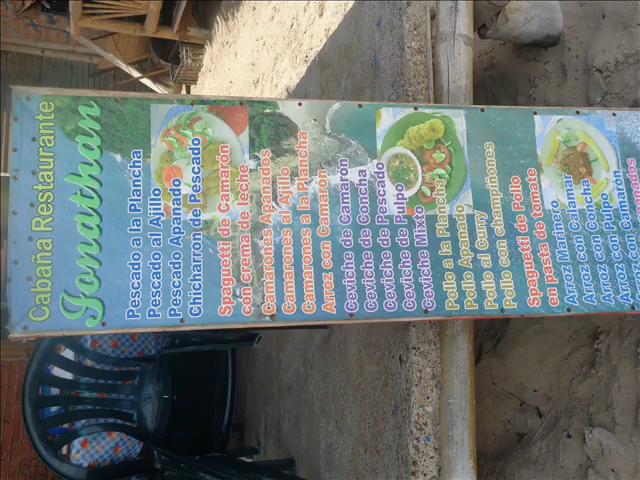 Cabaña Restaurante
Jonathan
Pescado a la Plancha
Pescado al Ajillo
Pescado Apanado
Chicharron de Pescado
Spaguetti de Camarón
con crema de leche
Camarones Apanados
Camarones al Ajillo
Camarones a la Plancha
Arroz con Camaron
Ceviche de Camarón
Ceviche de Concha
Ceviche de Pescado
Ceviche de Pulpo
Ceviche Mixto
Pollo la Plancha
Pollo Apanado
Pollo al Curry
Pollo con champiñones
Spaguetti de Pollo
en pasta de tomate
Arroz Marinero
Arroz con Calamar
Arroz con Concha
Arroz con Pulpo
Arroz con Camaron